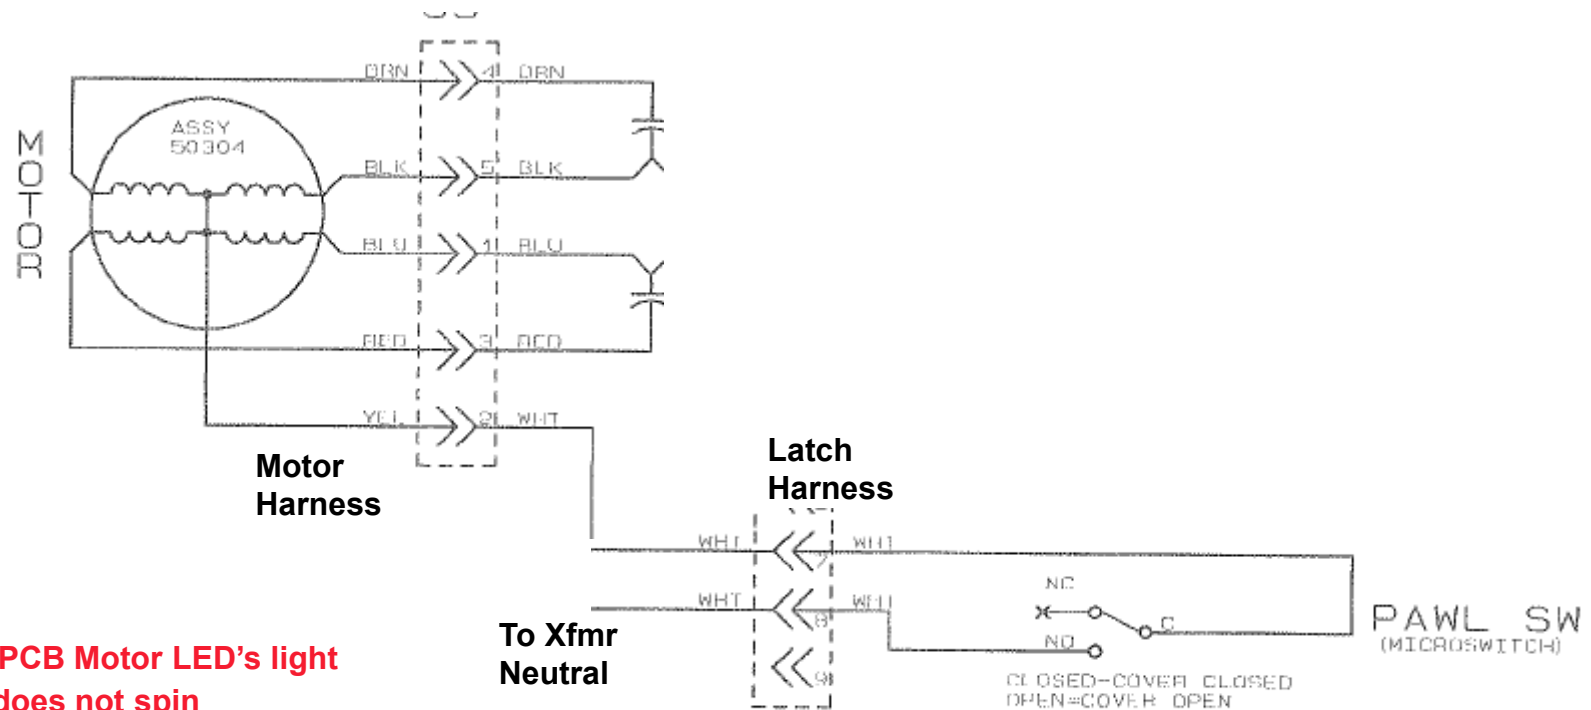 ORN 4 ORN
MOTOR
ASSY
50304
BLK 5 BLK
BLU 1 BLU
RED 3 RED
YEL 2 WHT
Motor
Harness
Latch
Harness
WHT 7 WHT
WHT 8 WHT
NC
C
NO
9
PAWL SW
(MICROSWITCH)
CLOSED=COVER CLOSED
OPEN=COVER OPEN
To Xfmr
Neutral
PCB Motor LED's light
does not spin